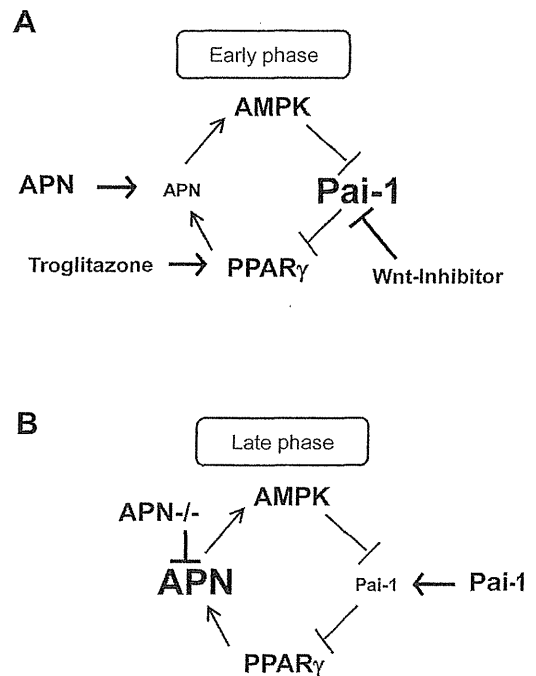 A
Early phase
AMPK
APN
APN
Pai-1
Troglitazone
PPARγ
Wnt-Inhibitor
B
Late phase
AMPK
APN-/-
APN
Pai-1
Pai-1
PPARγ